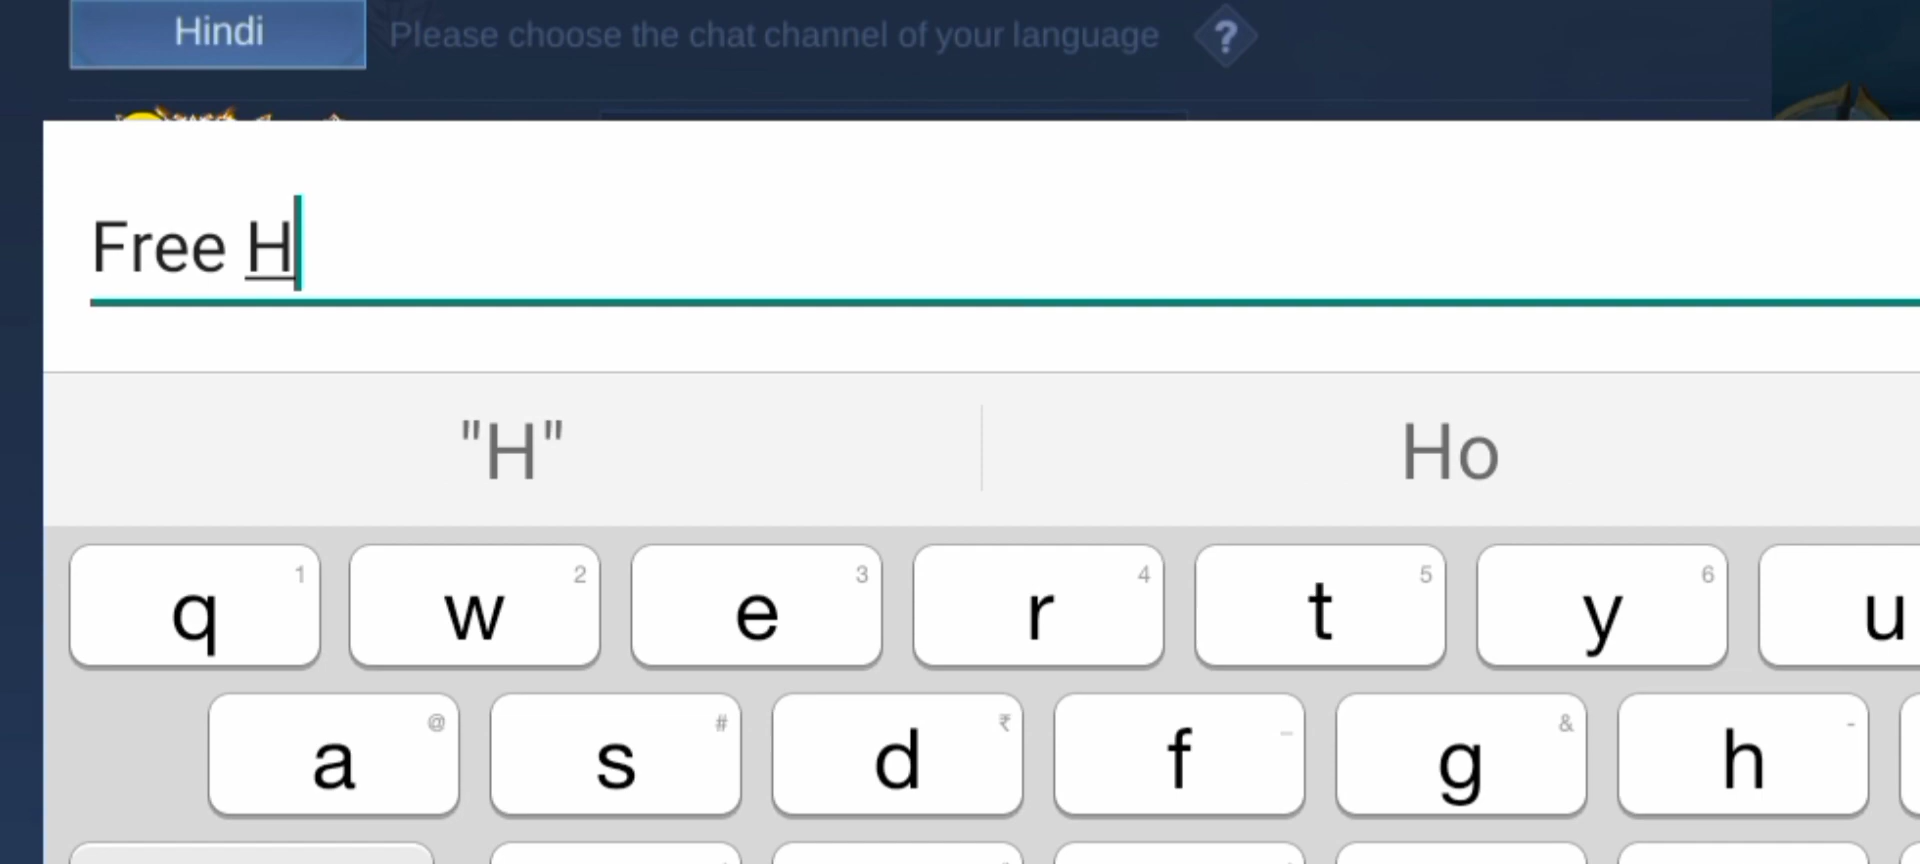 Hindi Please choose the chat channel of your language ?
Free H
"H" Ho
q 1 w 2 e 3 r 4 t 5 y 6 u
a @ s # d ₹ f _ g & h -